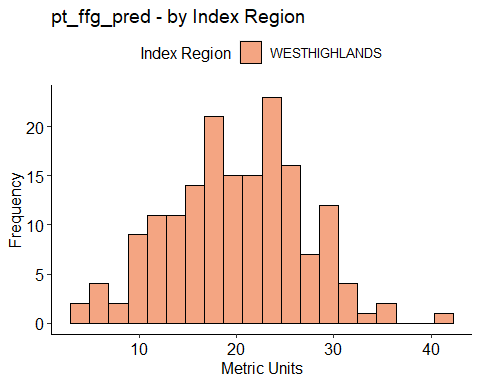 pt_ffg_pred - by Index Region
Index Region WESTHIGHLANDS
Frequency
20
15
10
5
0
10 20 30 40
Metric Units